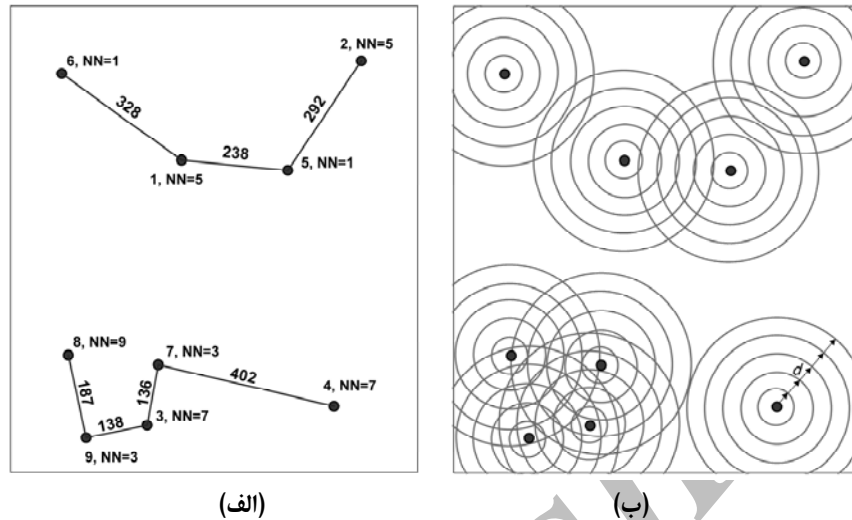 2, NN=5
6, NN=1
328
292
238
5, NN=1
1, NN=5
8, NN=9
7, NN=3
402
4, NN=7
187
136
138
3, NN=7
9, NN=3
d
(الف)
(ب)